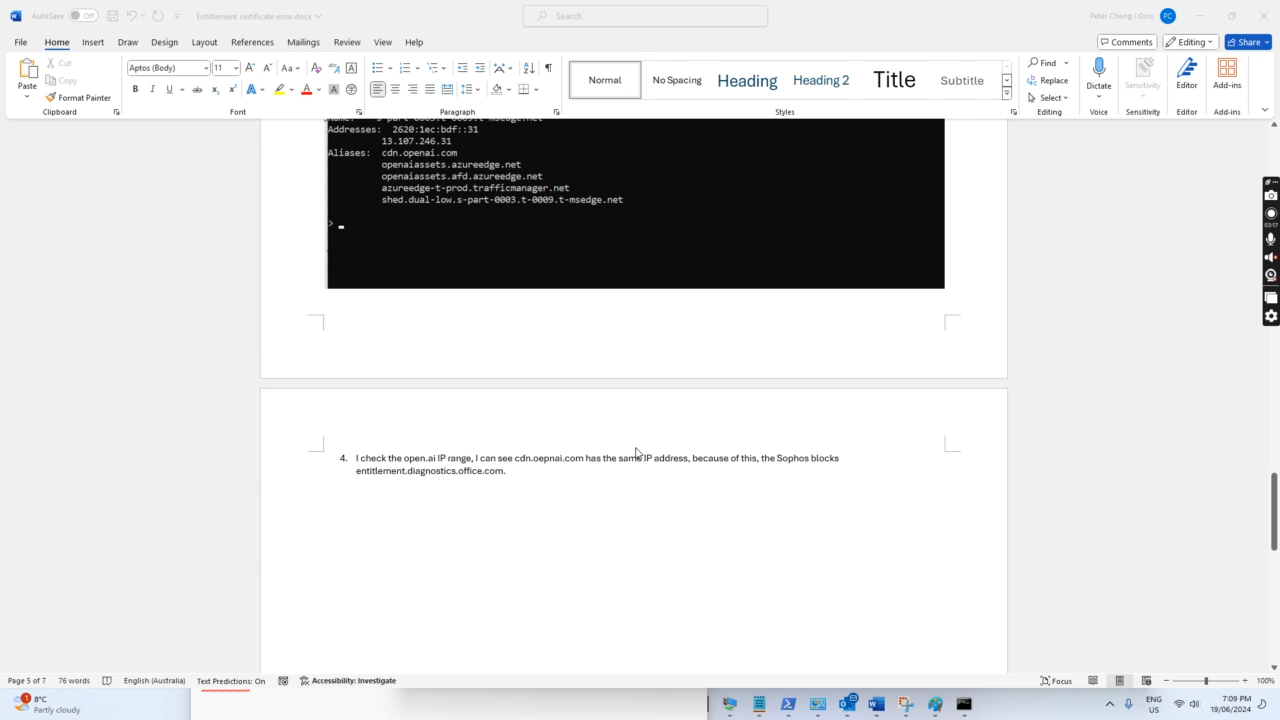 AutoSave Off Entitlement certificate error.docx Search Peter Cheng | Orro PC
File Home Insert Draw Design Layout References Mailings Review View Help Comments Editing Share
Paste Cut Copy Format Painter Clipboard
Aptos (Body) 11 Font
Paragraph
Normal No Spacing Heading Heading 2 Title Subtitle Styles
Find Replace Select Editing
Dictate Voice
Sensitivity Sensitivity
Editor Editor
Add-ins Add-ins
Addresses: 2620:1ec:bdf::31
13.107.246.31
Aliases: cdn.openai.com
openaiassets.azureedge.net
openaiassets.afd.azureedge.net
azureedge-t-prod.trafficmanager.net
shed.dual-low.s-part-0003.t-0009.t-msedge.net
>
03:17
4. I check the open.ai IP range, I can see cdn.oepnai.com has the same IP address, because of this, the Sophos blocks
entitlement.diagnostics.office.com.
Page 5 of 7 76 words English (Australia) Text Predictions: On Accessibility: Investigate Focus 100%
1 8°C
Partly cloudy
ENG
US
7:09 PM
19/06/2024